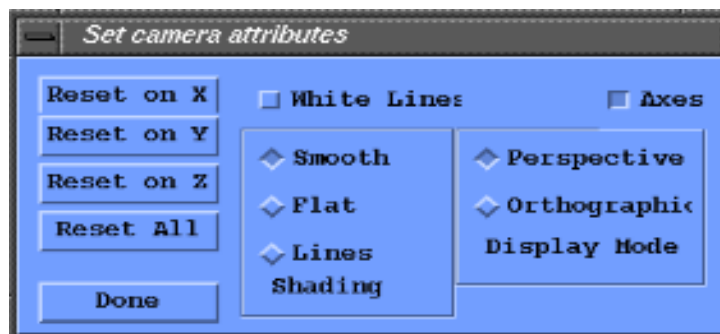 Set camera attributes
Reset on X
Reset on Y
Reset on Z
Reset All
Done
White Lines
Axes
Smooth
Flat
Lines
Shading
Perspective
Orthographic
Display Mode